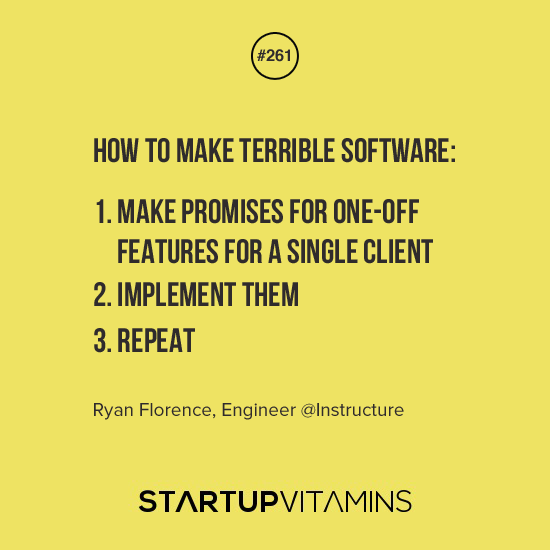 #261
HOW TO MAKE TERRIBLE SOFTWARE:
1. MAKE PROMISES FOR ONE-OFF
FEATURES FOR A SINGLE CLIENT
2. IMPLEMENT THEM
3. REPEAT
Ryan Florence, Engineer @Instructure
STARTUPVITAMINS